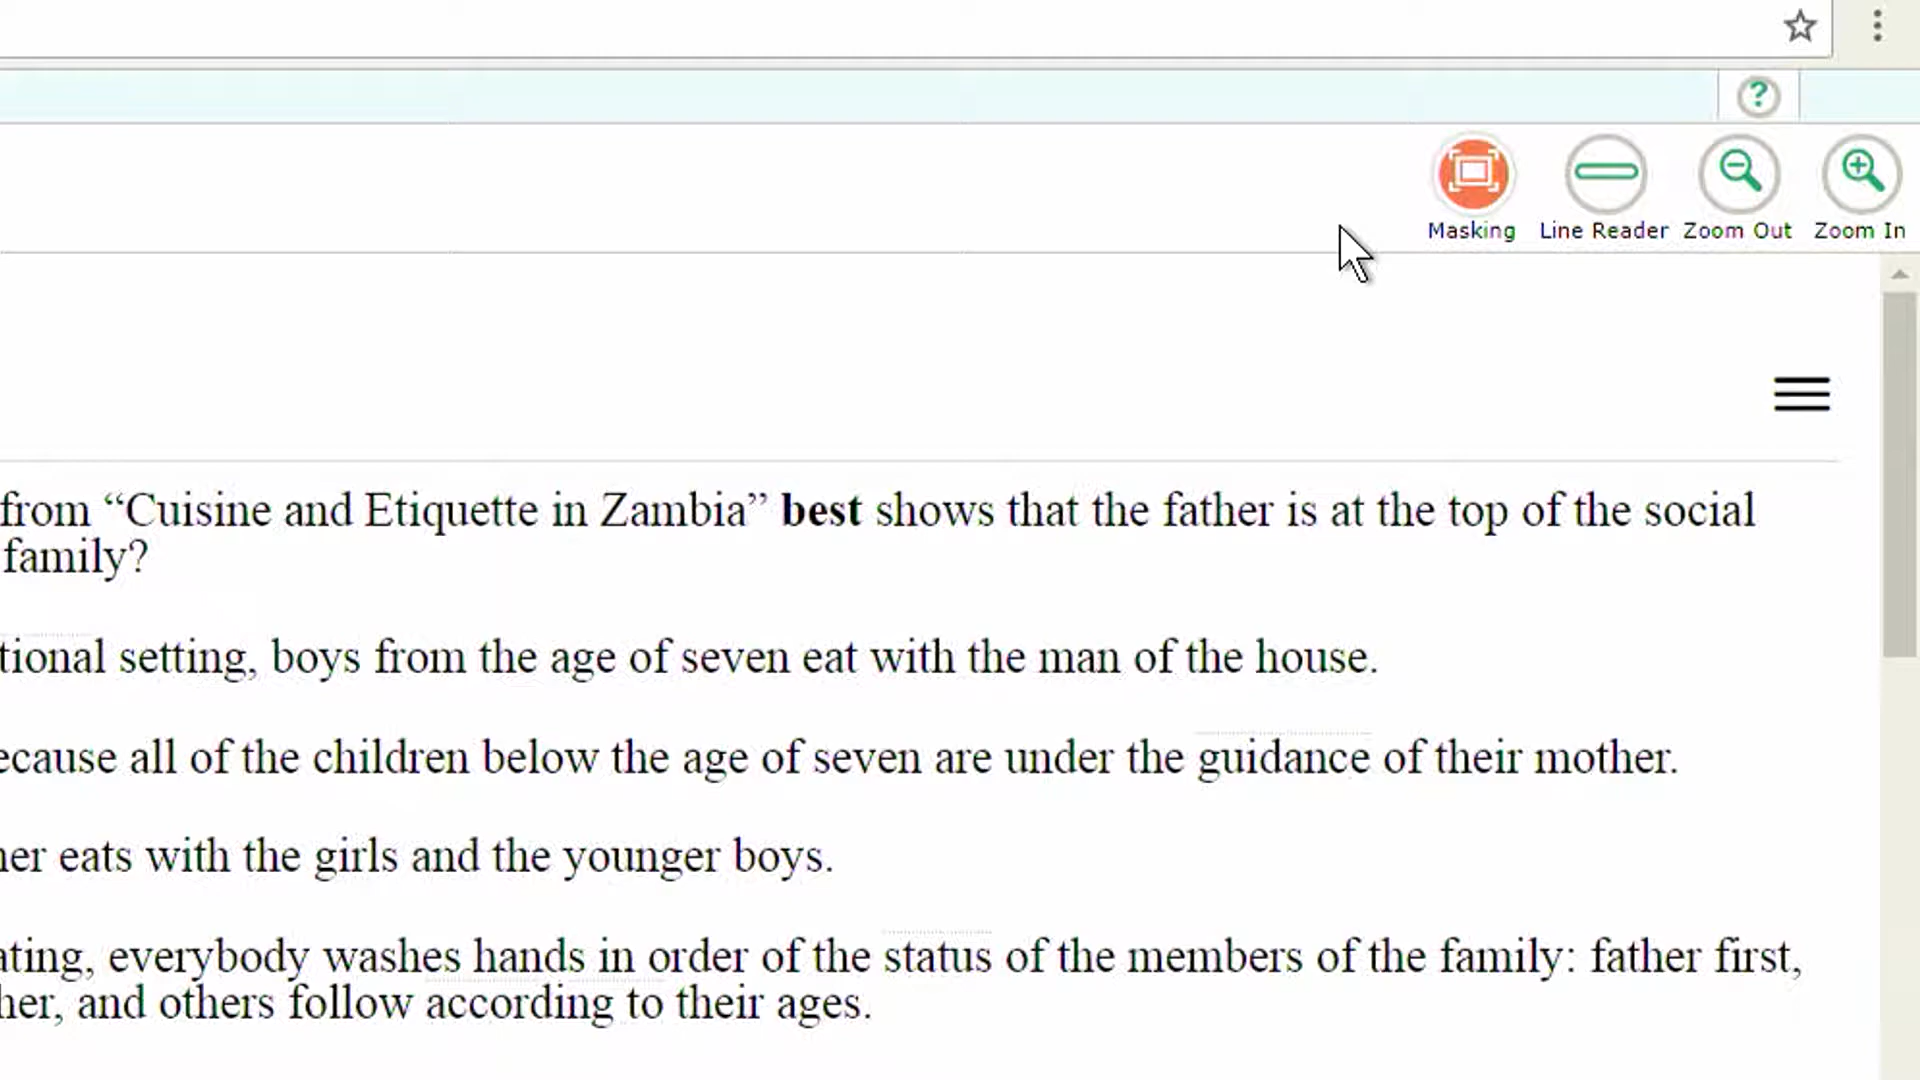 ?
Masking Line Reader Zoom Out Zoom In
from “Cuisine and Etiquette in Zambia” best shows that the father is at the top of the social
family?
tional setting, boys from the age of seven eat with the man of the house.
ecause all of the children below the age of seven are under the guidance of their mother.
her eats with the girls and the younger boys.
ating, everybody washes hands in order of the status of the members of the family: father first,
her, and others follow according to their ages.